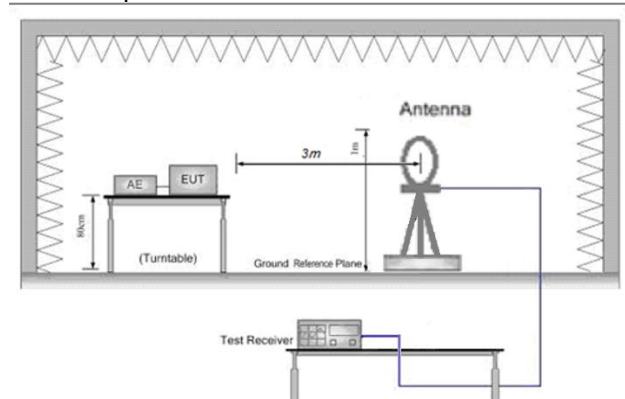 Antenna
3m
1m
AE
EUT
80cm
(Turntable)
Ground Reference Plane
Test Receiver